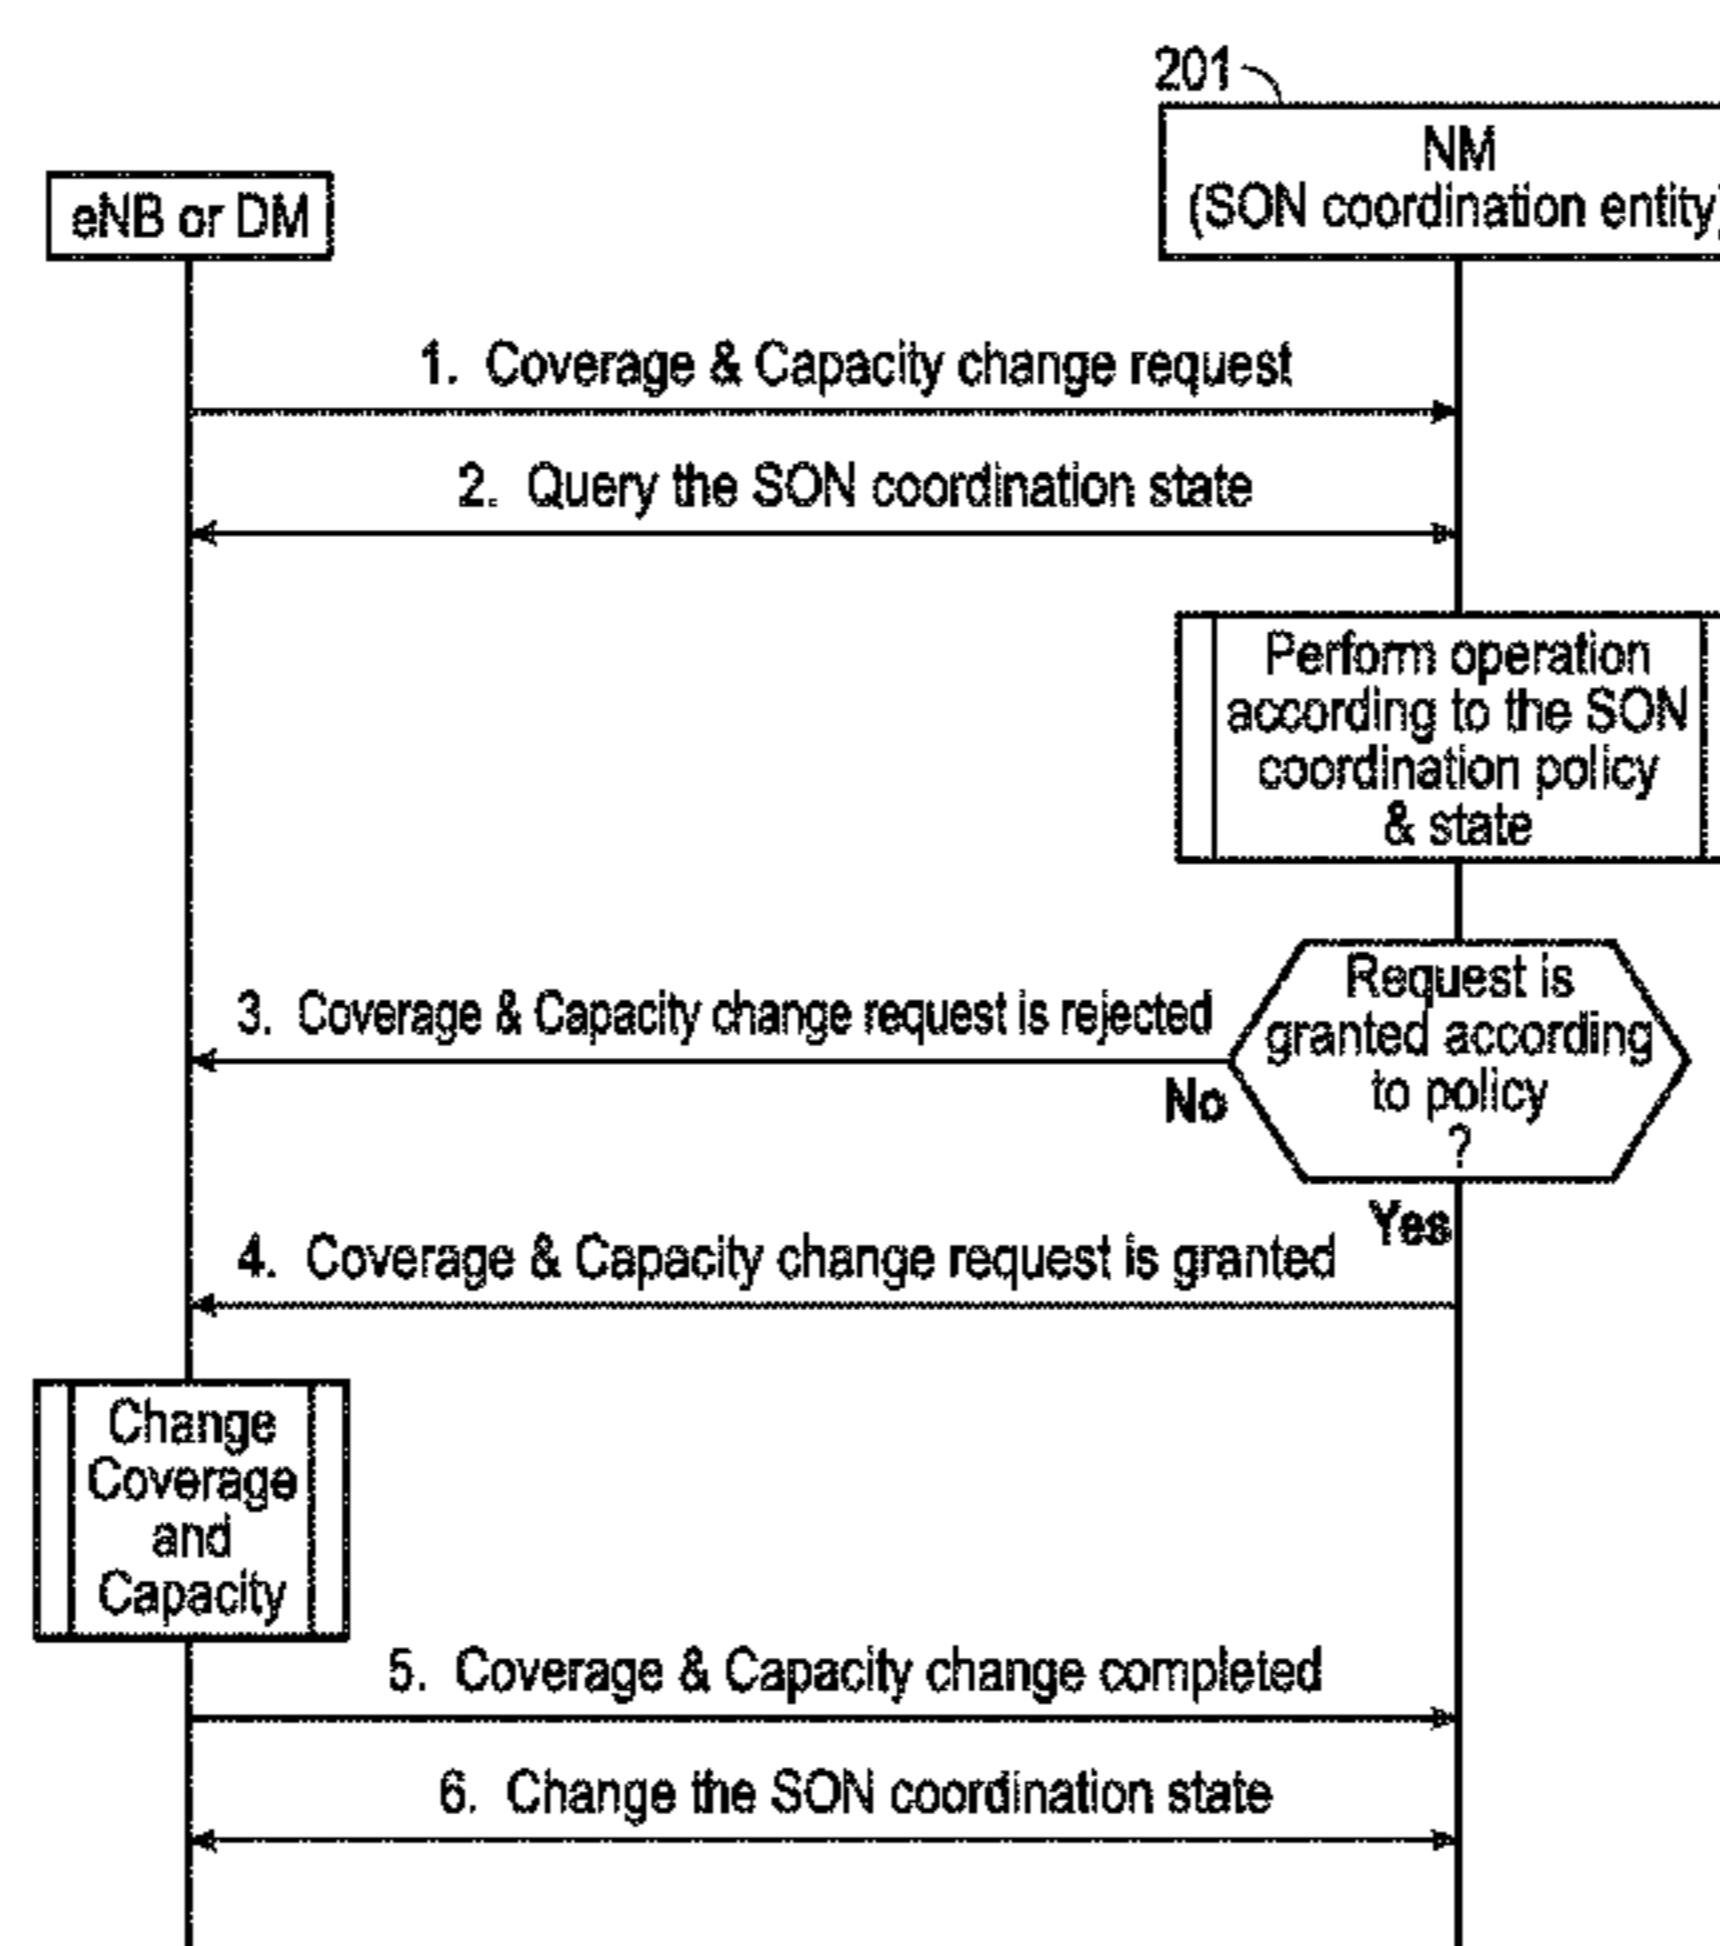 201
NM
(SON coordination entity)
eNB or DM
1. Coverage & Capacity change request
2. Query the SON coordination state
Perform operation
according to the SON
coordination policy
& state
Request is
granted according
to policy
?
3. Coverage & Capacity change request is rejected
No
Yes
4. Coverage & Capacity change request is granted
Change
Coverage
and
Capacity
5. Coverage & Capacity change completed
6. Change the SON coordination state